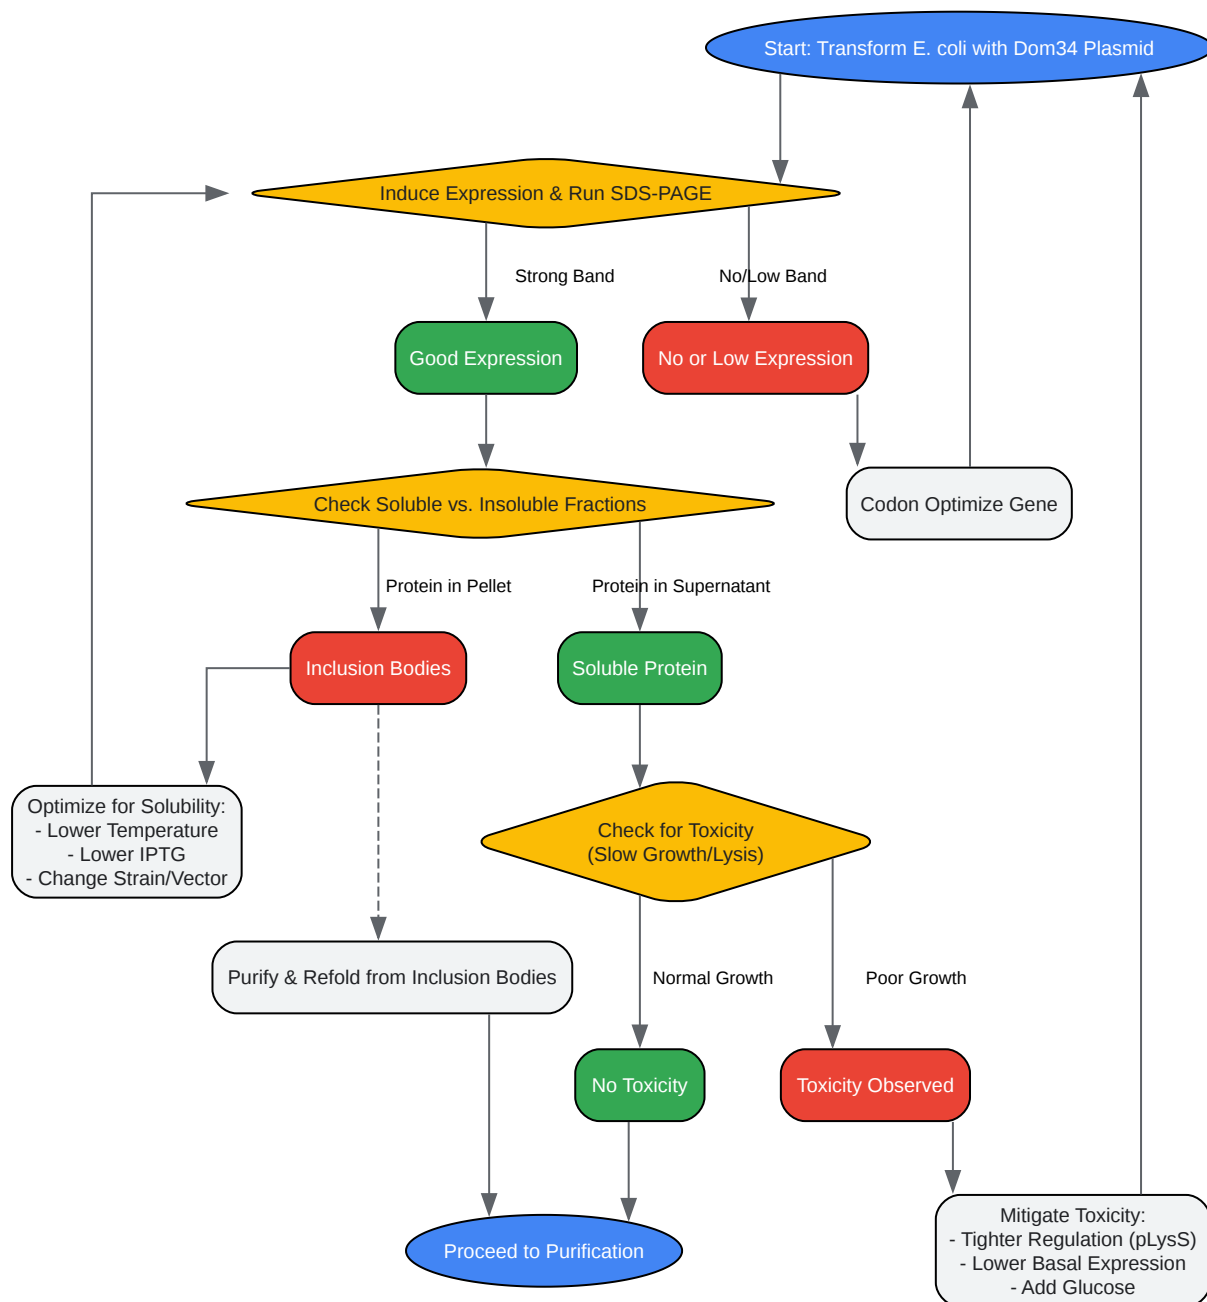 Start: Transform E. coli with Dom34 Plasmid
Induce Expression & Run SDS-PAGE
Strong Band
No/Low Band
Good Expression
No or Low Expression
Check Soluble vs. Insoluble Fractions
Codon Optimize Gene
Protein in Pellet
Protein in Supernatant
Inclusion Bodies
Soluble Protein
Optimize for Solubility:
- Lower Temperature
- Lower IPTG
- Change Strain/Vector
Check for Toxicity
(Slow Growth/Lysis)
Purify & Refold from Inclusion Bodies
Normal Growth
Poor Growth
No Toxicity
Toxicity Observed
Proceed to Purification
Mitigate Toxicity:
- Tighter Regulation (pLysS)
- Lower Basal Expression
- Add Glucose